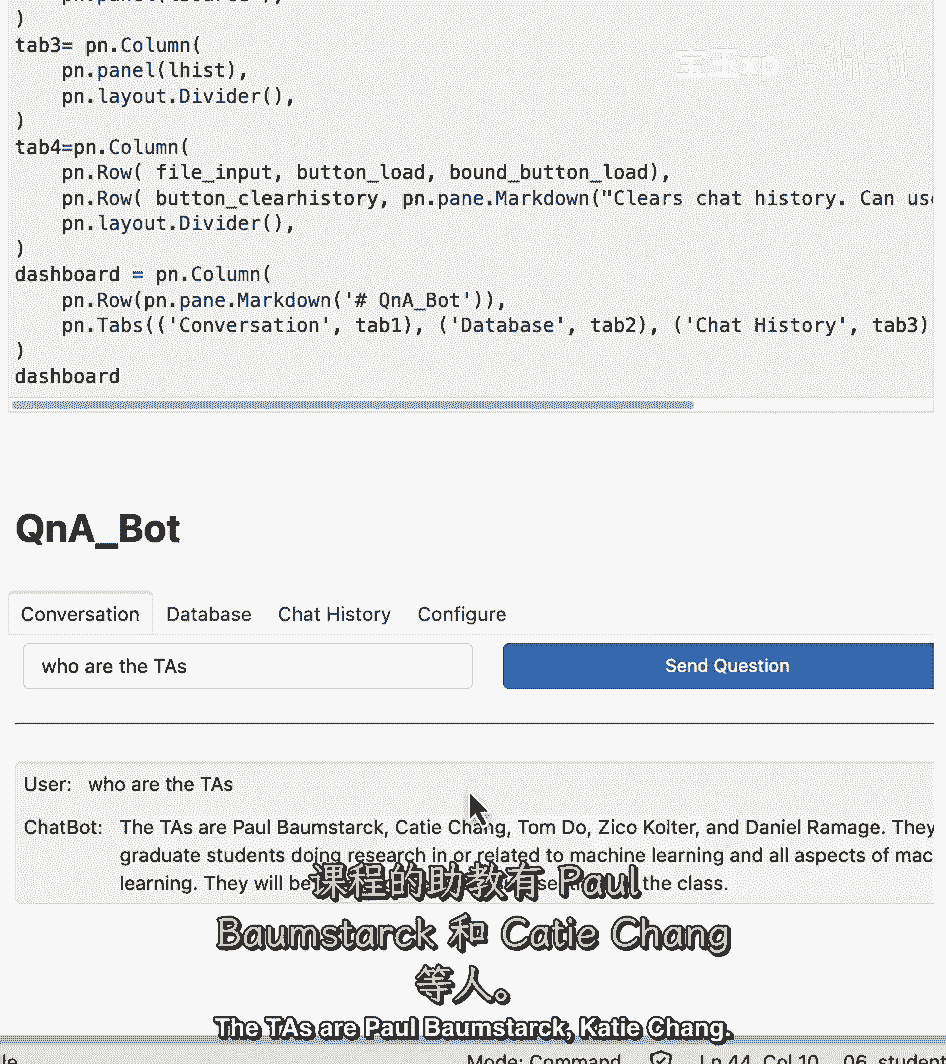 )
tab3= pn.Column(
    pn.panel(lhist),
    pn.layout.Divider(),
)
tab4=pn.Column(
    pn.Row( file_input, button_load, bound_button_load),
    pn.Row( button_clearhistory, pn.pane.Markdown("Clears chat history. Can use
    pn.layout.Divider(),
)
dashboard = pn.Column(
    pn.Row(pn.pane.Markdown('# QnA_Bot')),
    pn.Tabs(('Conversation', tab1), ('Database', tab2), ('Chat History', tab3)
)
dashboard
QnA_Bot
Conversation Database Chat History Configure
who are the TAs Send Question
User: who are the TAs
ChatBot: The TAs are Paul Baumstarck, Catie Chang, Tom Do, Zico Kolter, and Daniel Ramage. They
graduate students doing research in or related to machine learning and all aspects of mac
learning. They will be the class.
课程的助教有 Paul
Baumstarck 和 Catie Chang
等人。
The TAs are Paul Baumstarck, Katie Chang.
Mode: Command Ln 44, Col 10 06_student